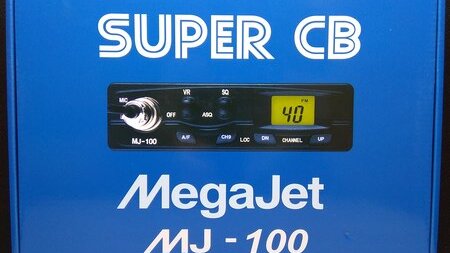 SUPER CB
VR SQ
MIC FM
40
OFF ASQ
MJ-100 A/F CH9 LOC DN CHANNEL UP
MegaJet
MJ - 100